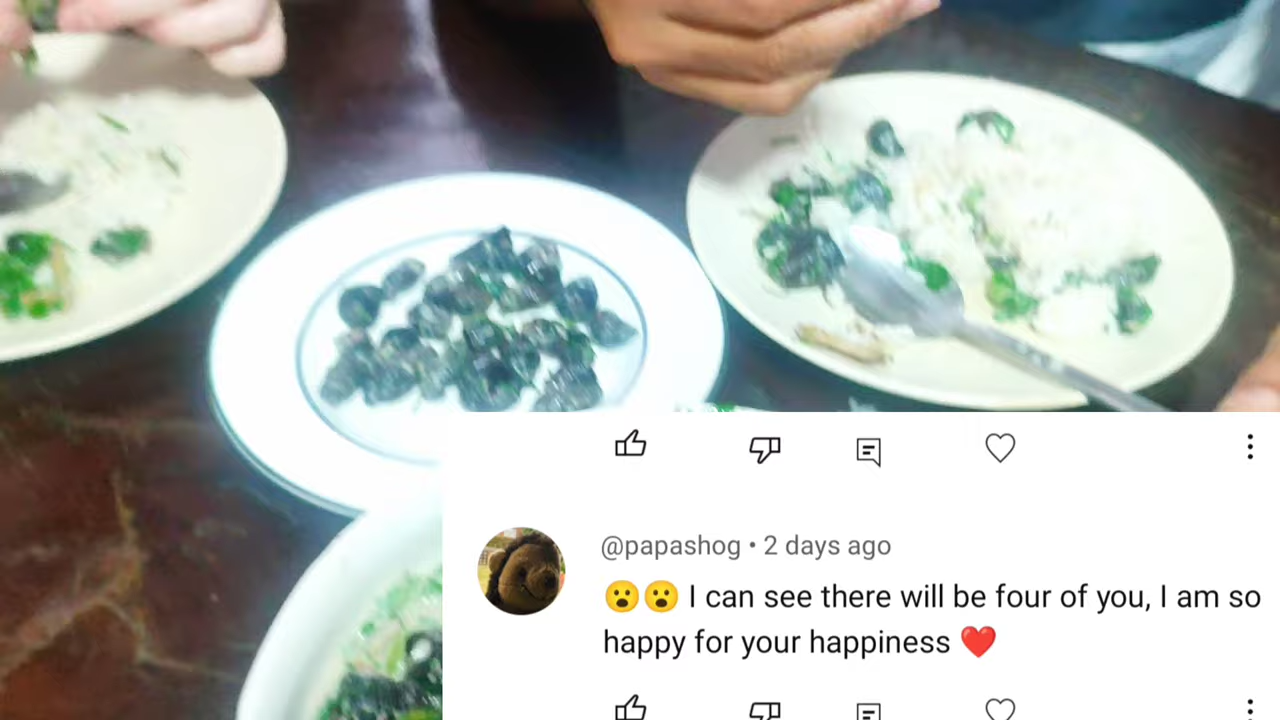 @papashog • 2 days ago
😮😮 I can see there will be four of you, I am so
happy for your happiness ❤️